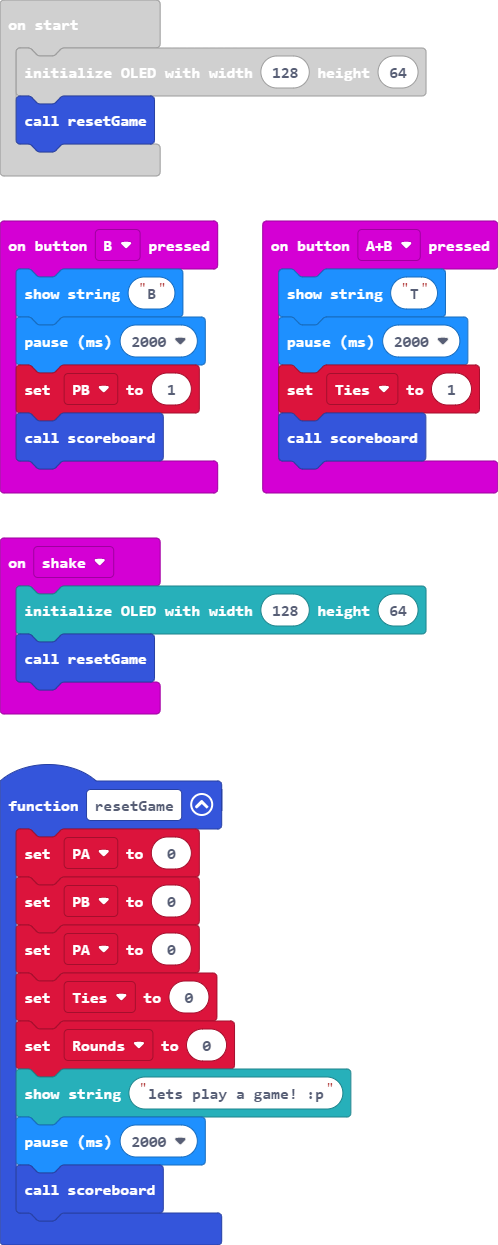 on start
initialize OLED with width 128 height 64
call resetGame
on button B pressed
show string "B"
pause (ms) 2000
set PB to 1
call scoreboard
on button A+B pressed
show string "T"
pause (ms) 2000
set Ties to 1
call scoreboard
on shake
initialize OLED with width 128 height 64
call resetGame
function resetGame
set PA to 0
set PB to 0
set PA to 0
set Ties to 0
set Rounds to 0
show string "lets play a game! :p"
pause (ms) 2000
call scoreboard